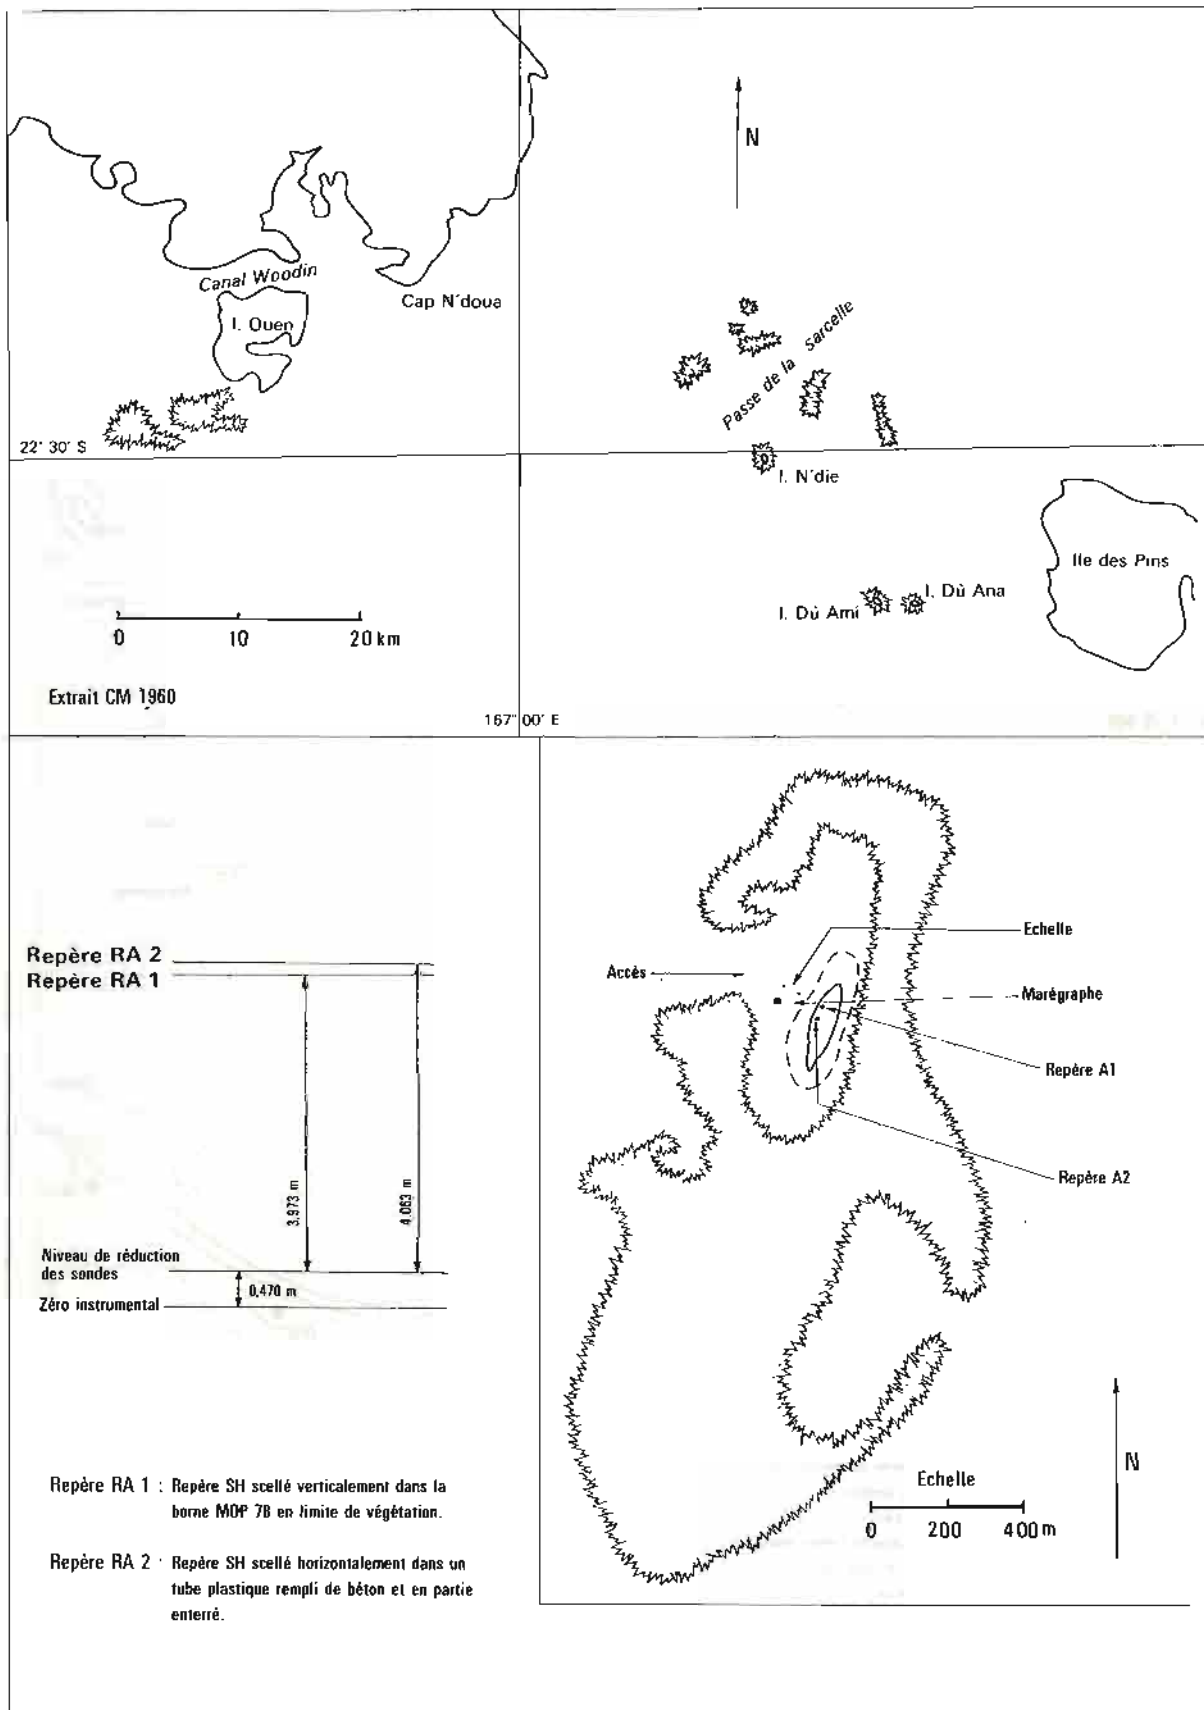 N
Canal Woodin
Cap N'doua
I. Ouen
Passe de la sarcelle
22° 30' S
I. N'die
Ile des Pins
I. Dù Ami
I. Dù Ana
0 10 20 km
Extrait CM 1960
167° 00' E
Repère RA 2
Repère RA 1
3,973 m
4,063 m
Niveau de réduction
des sondes
0,470 m
Zéro instrumental
Echelle
Accès
Marégraphe
Repère A1
Repère A2
N
Echelle
0 200 400 m
Repère RA 1 : Repère SH scellé verticalement dans la
borne MOP 7B en limite de végétation.
Repère RA 2 : Repère SH scellé horizontalement dans un
tube plastique rempli de béton et en partie
enterré.